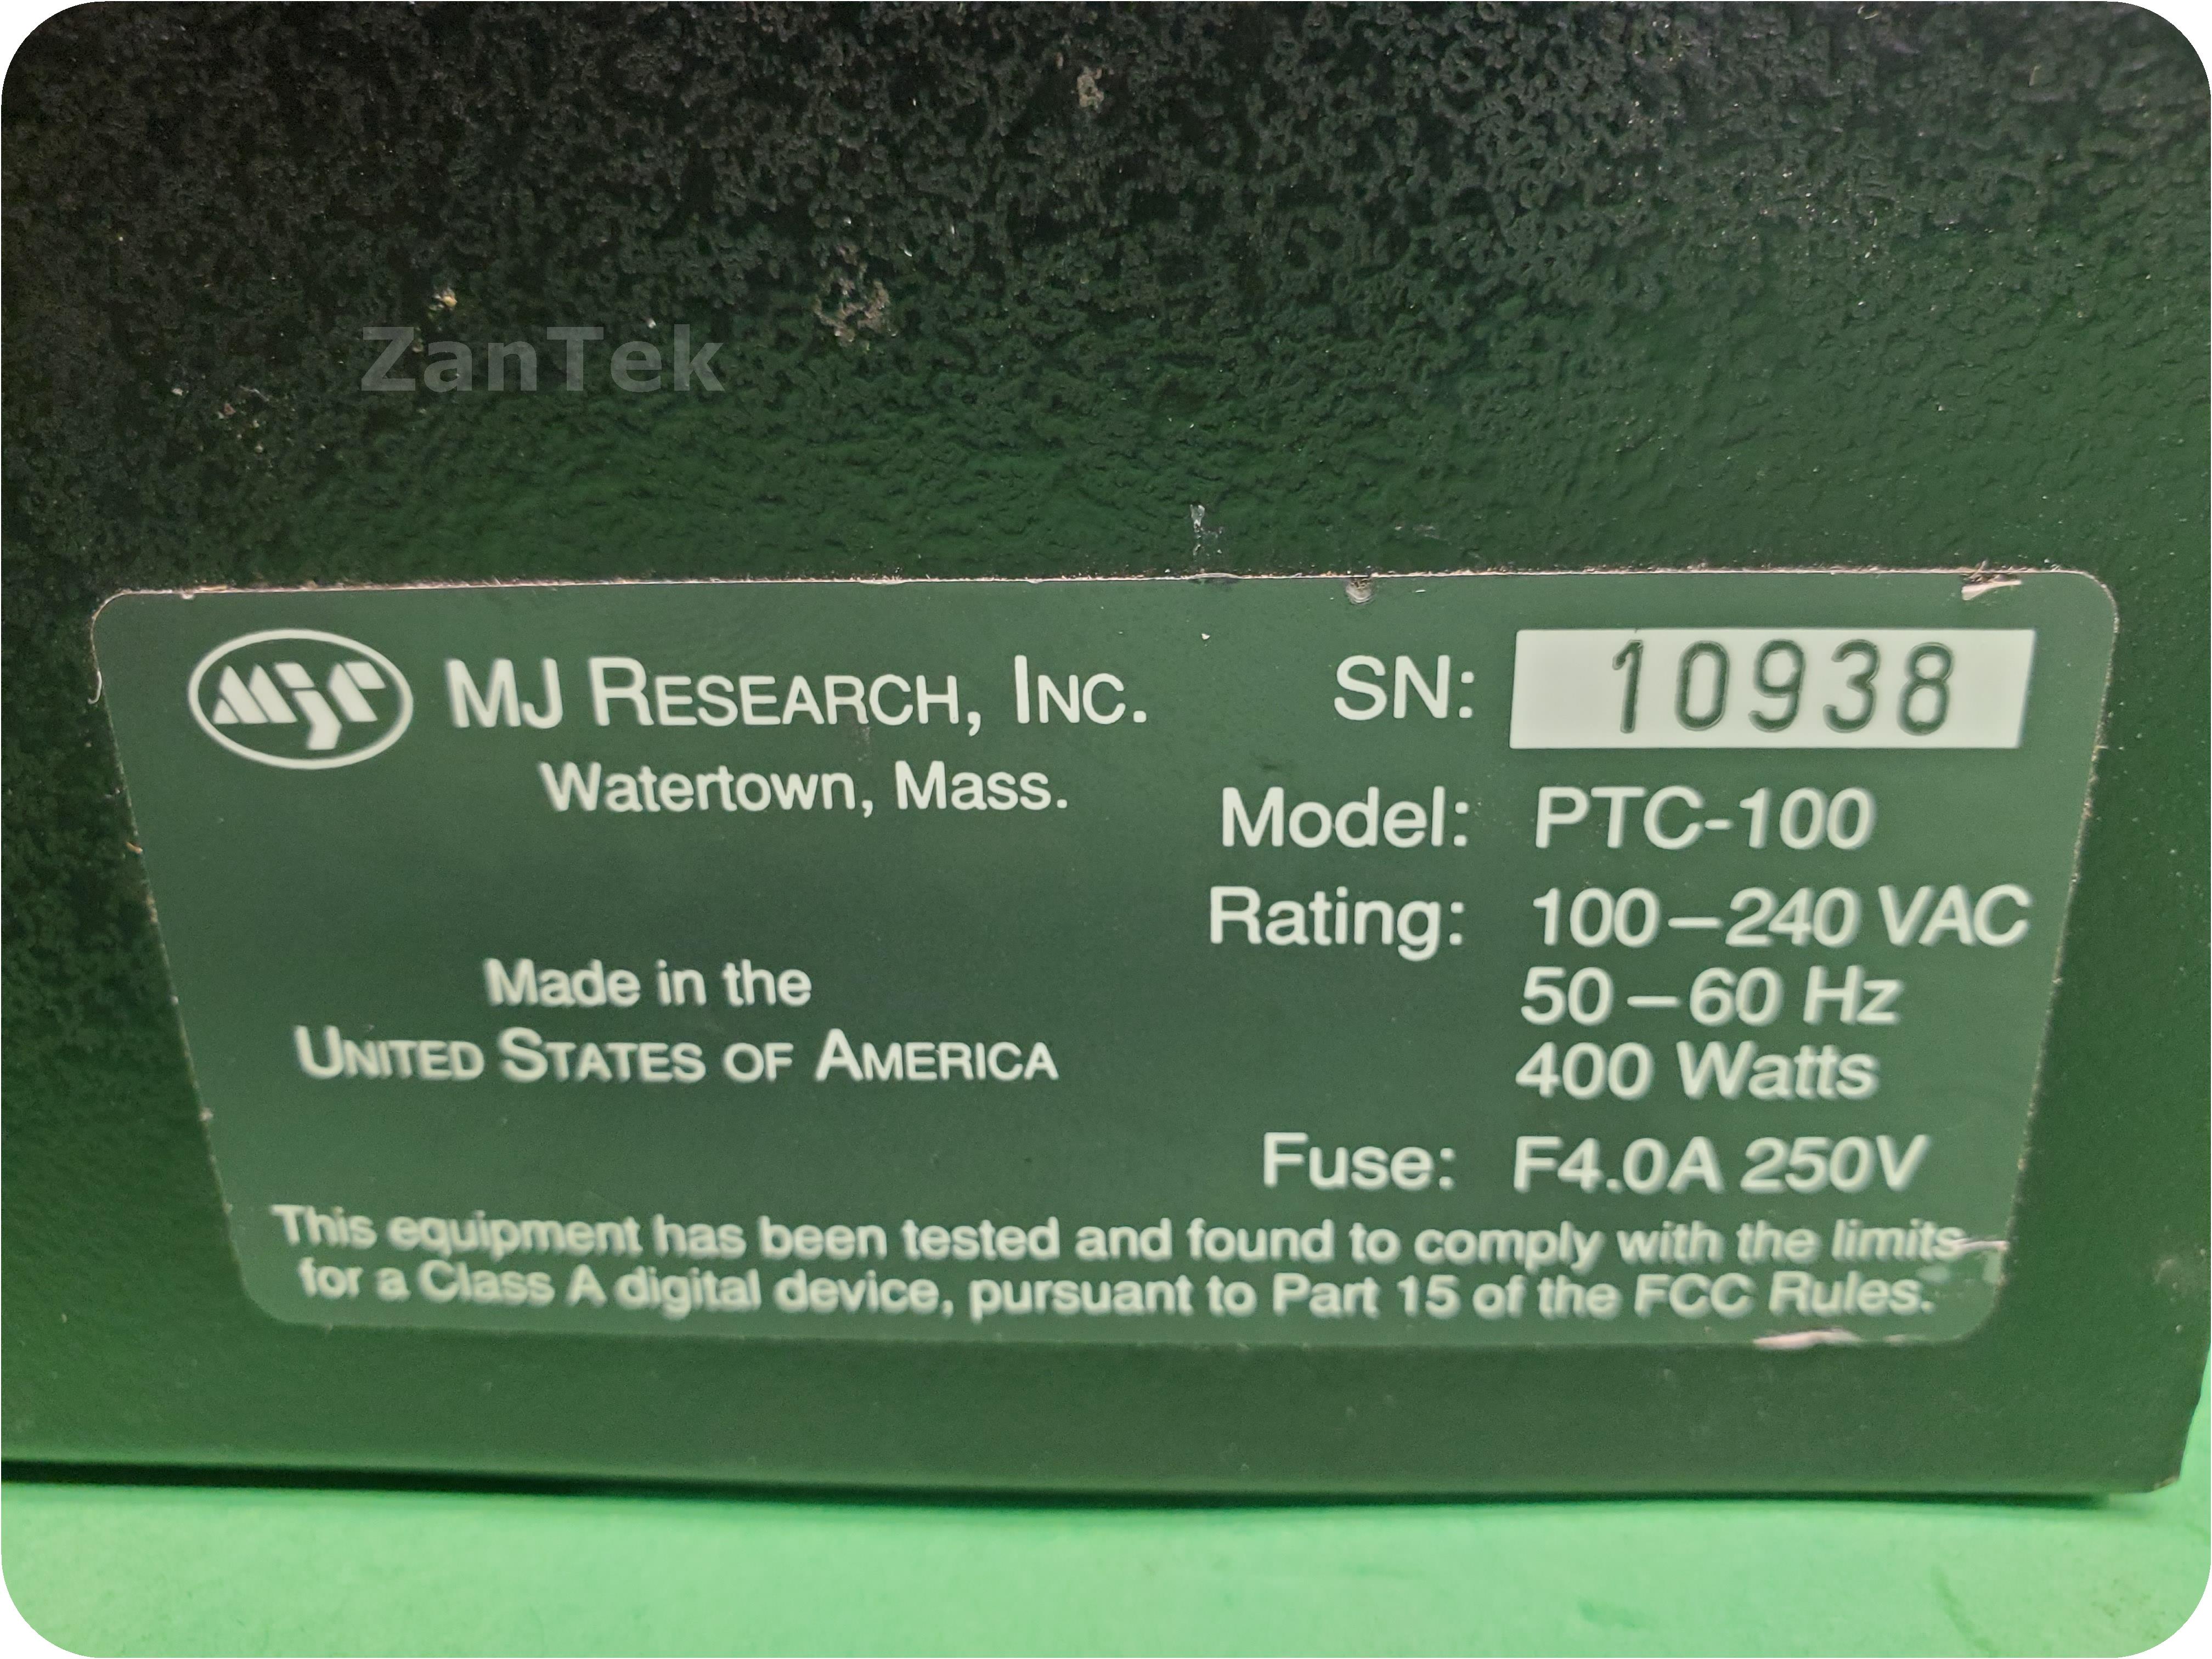 ZanTek
MJR
MJ RESEARCH, INC.
Watertown, Mass.
Made in the
UNITED STATES OF AMERICA
SN: 10938
Model: PTC-100
Rating: 100–240 VAC
50–60 Hz
400 Watts
Fuse: F4.0A 250V
This equipment has been tested and found to comply with the limits
for a Class A digital device, pursuant to Part 15 of the FCC Rules.